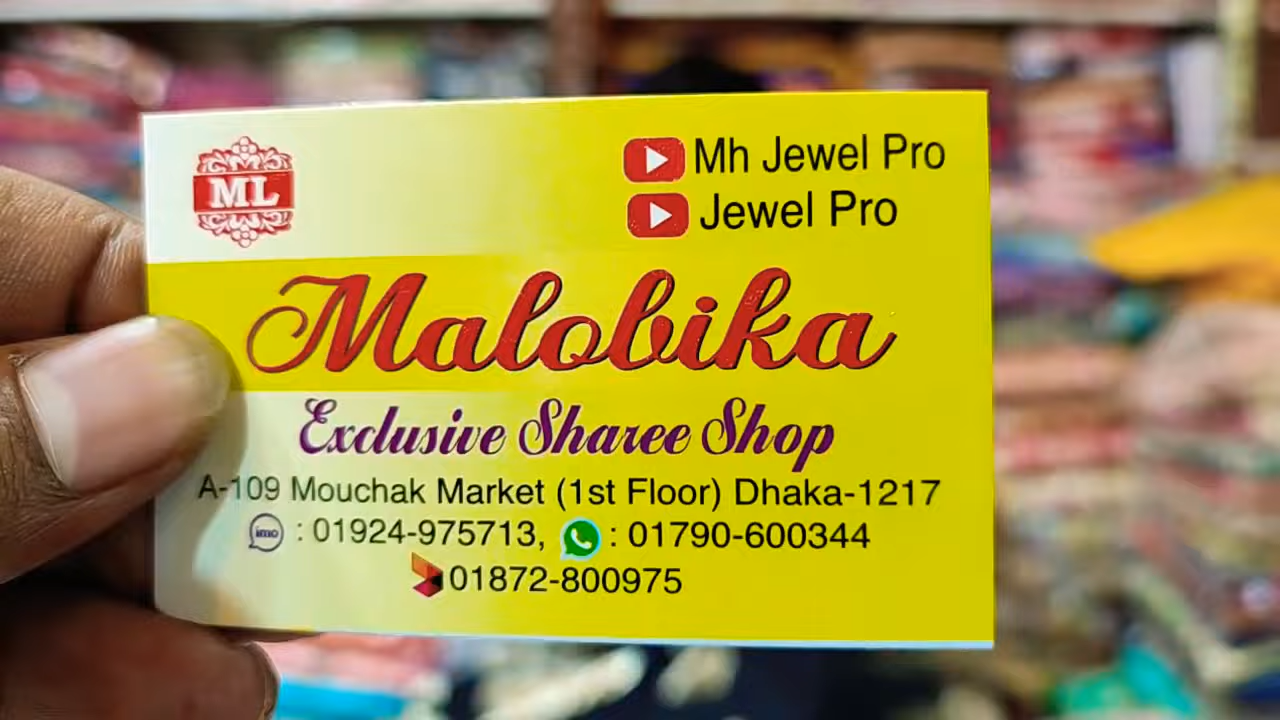 ML
Mh Jewel Pro
Jewel Pro
Malobika
Exclusive Sharee Shop
A-109 Mouchak Market (1st Floor) Dhaka-1217
imo : 01924-975713, : 01790-600344
01872-800975